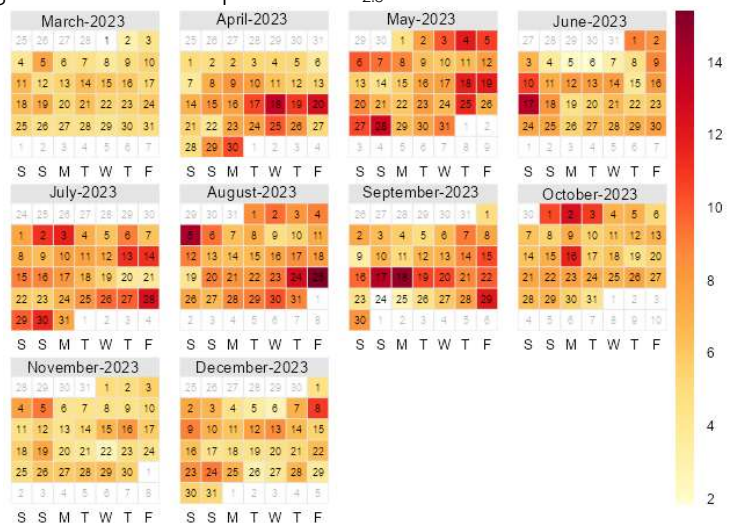 2.5
March-2023
25 26 27 28 1 2 3
4 5 6 7 8 9 10
11 12 13 14 15 16 17
18 19 20 21 22 23 24
25 26 27 28 29 30 31
1 2 3 4 5 6 7
S S M T W T F
April-2023
25 26 27 28 29 30 31
1 2 2 3 4 5 6
7 8 9 10 11 12 13
14 15 16 17 18 19 20
21 22 23 24 25 26 27
28 29 30 1 2 3 4
S S M T W T F
May-2023
29 30 1 2 3 4 5
6 7 8 9 10 11 12
13 14 15 16 17 18 19
20 21 22 23 24 25 26
27 28 29 30 31 1 2
3 4 5 6 7 8 9
S S M T W T F
June-2023
27 28 29 30 31 1 2
3 4 5 6 7 8 9
10 11 12 13 14 15 16
17 18 19 20 21 22 23
24 25 26 27 28 29 30
1 2 3 4 5 6 7
S S M T W T F
July-2023
24 25 26 27 28 29 30
1 2 3 4 5 6 7
8 9 10 11 12 13 14
15 16 17 18 19 20 21
22 23 24 25 26 27 28
29 30 31 1 2 3 4
S S M T W T F
August-2023
29 30 31 1 2 3 4
5 6 7 8 9 10 11
12 13 14 15 16 17 18
19 20 21 22 23 24 25
26 27 28 29 30 31 1
2 3 4 5 6 7 8
S S M T W T F
September-2023
26 27 28 29 30 31 1
2 3 4 5 6 7 8
9 10 11 12 13 14 15
16 17 18 19 20 21 22
23 24 25 26 27 28 29
30 1 2 3 4 5 6
S S M T W T F
October-2023
30 1 2 3 4 5 6
7 8 9 10 11 12 13
14 15 16 17 18 19 20
21 22 23 24 25 26 27
28 29 30 31 1 2 3
4 5 6 7 8 9 10
S S M T W T F
November-2023
28 29 30 31 1 2 3
4 5 6 7 8 9 10
11 12 13 14 15 16 17
18 19 20 21 22 23 24
25 26 27 28 29 30 1
2 3 4 5 6 7 8
S S M T W T F
December-2023
25 26 27 28 29 30 1
2 3 4 5 6 7 8
9 10 11 12 13 14 15
16 17 18 19 20 21 22
23 24 25 26 27 28 29
30 31 1 2 3 4 5
S S M T W T F
14
12
10
8
6
4
2